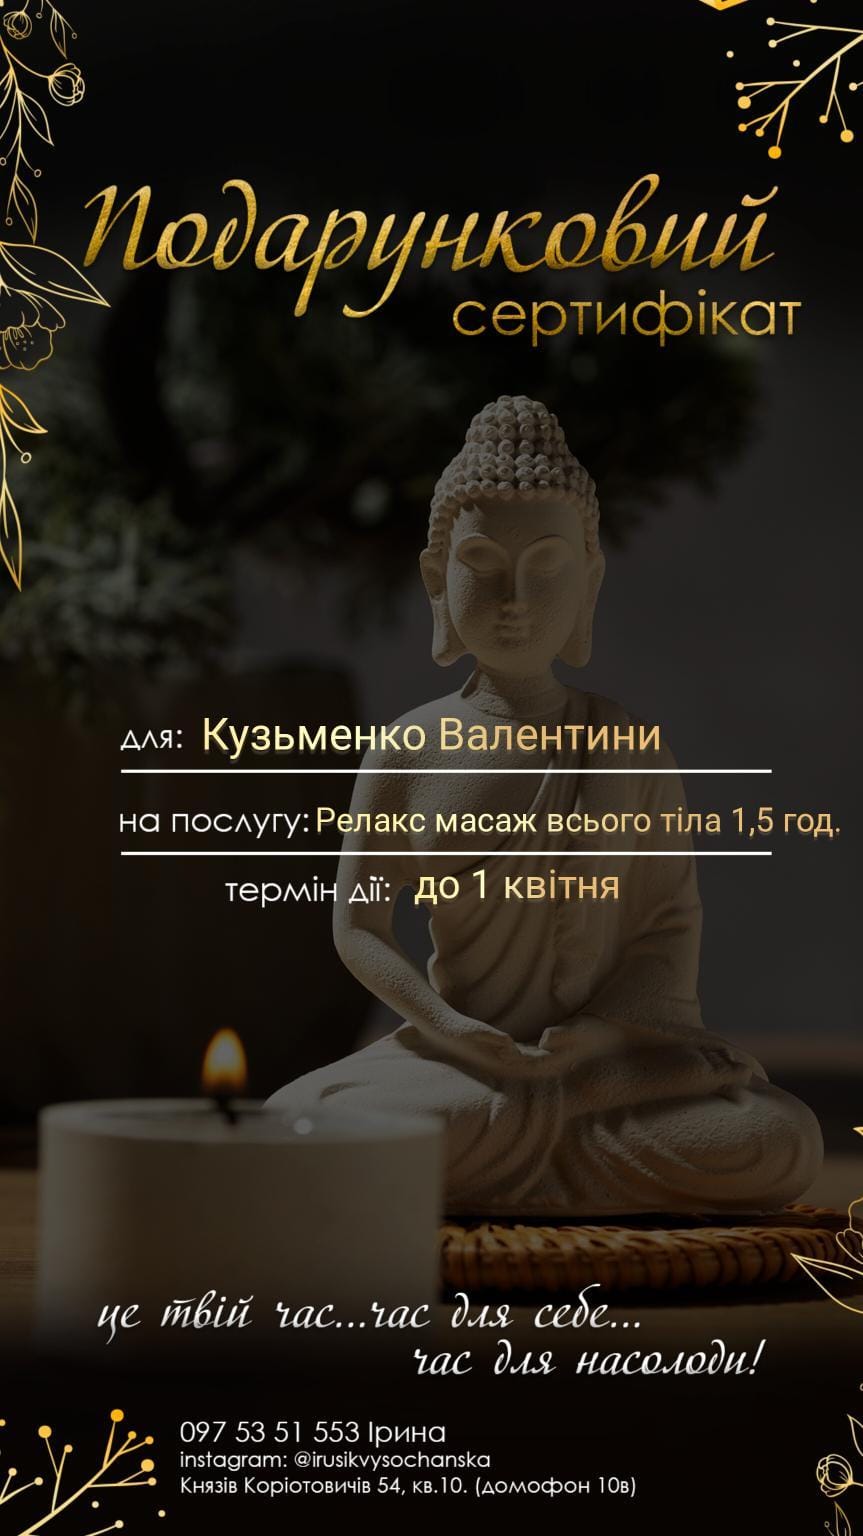 Подарунковий
сертифікат
для: Кузьменко Валентини
на послугу: Релакс масаж всього тіла 1,5 год.
термін дії: до 1 квітня
це твій час...час для себе...
час для насолоди!
097 53 51 553 Ірина
instagram: @irusikvysochanska
Князів Коріотовичів 54, кв.10. (домофон 10в)